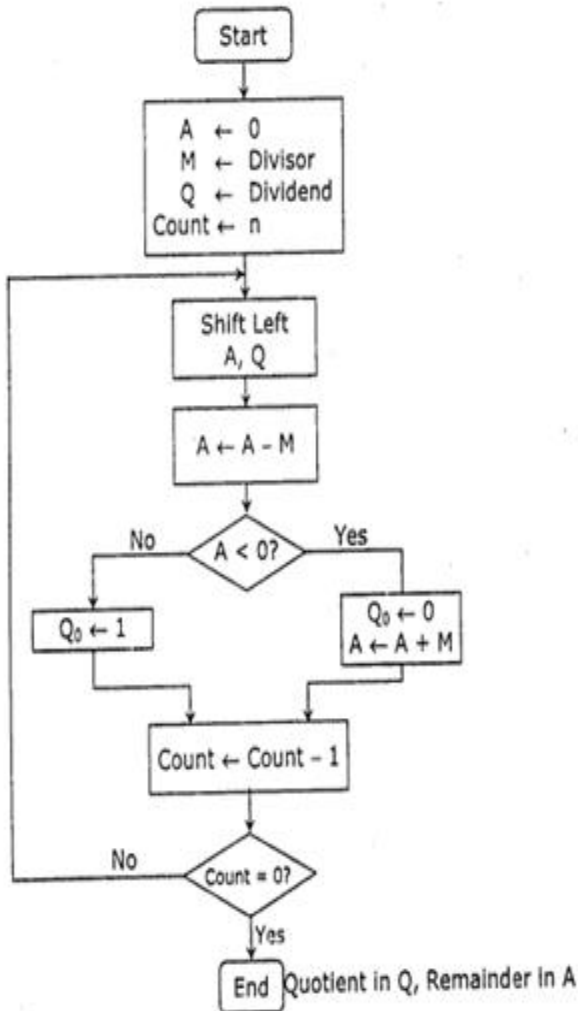 Start
A ← 0
M ← Divisor
Q ← Dividend
Count ← n
Shift Left
A, Q
A ← A – M
A < 0?
No
Yes
Q₀ ← 1
Q₀ ← 0
A ← A + M
Count ← Count – 1
Count = 0?
No
Yes
End
Quotient in Q, Remainder in A